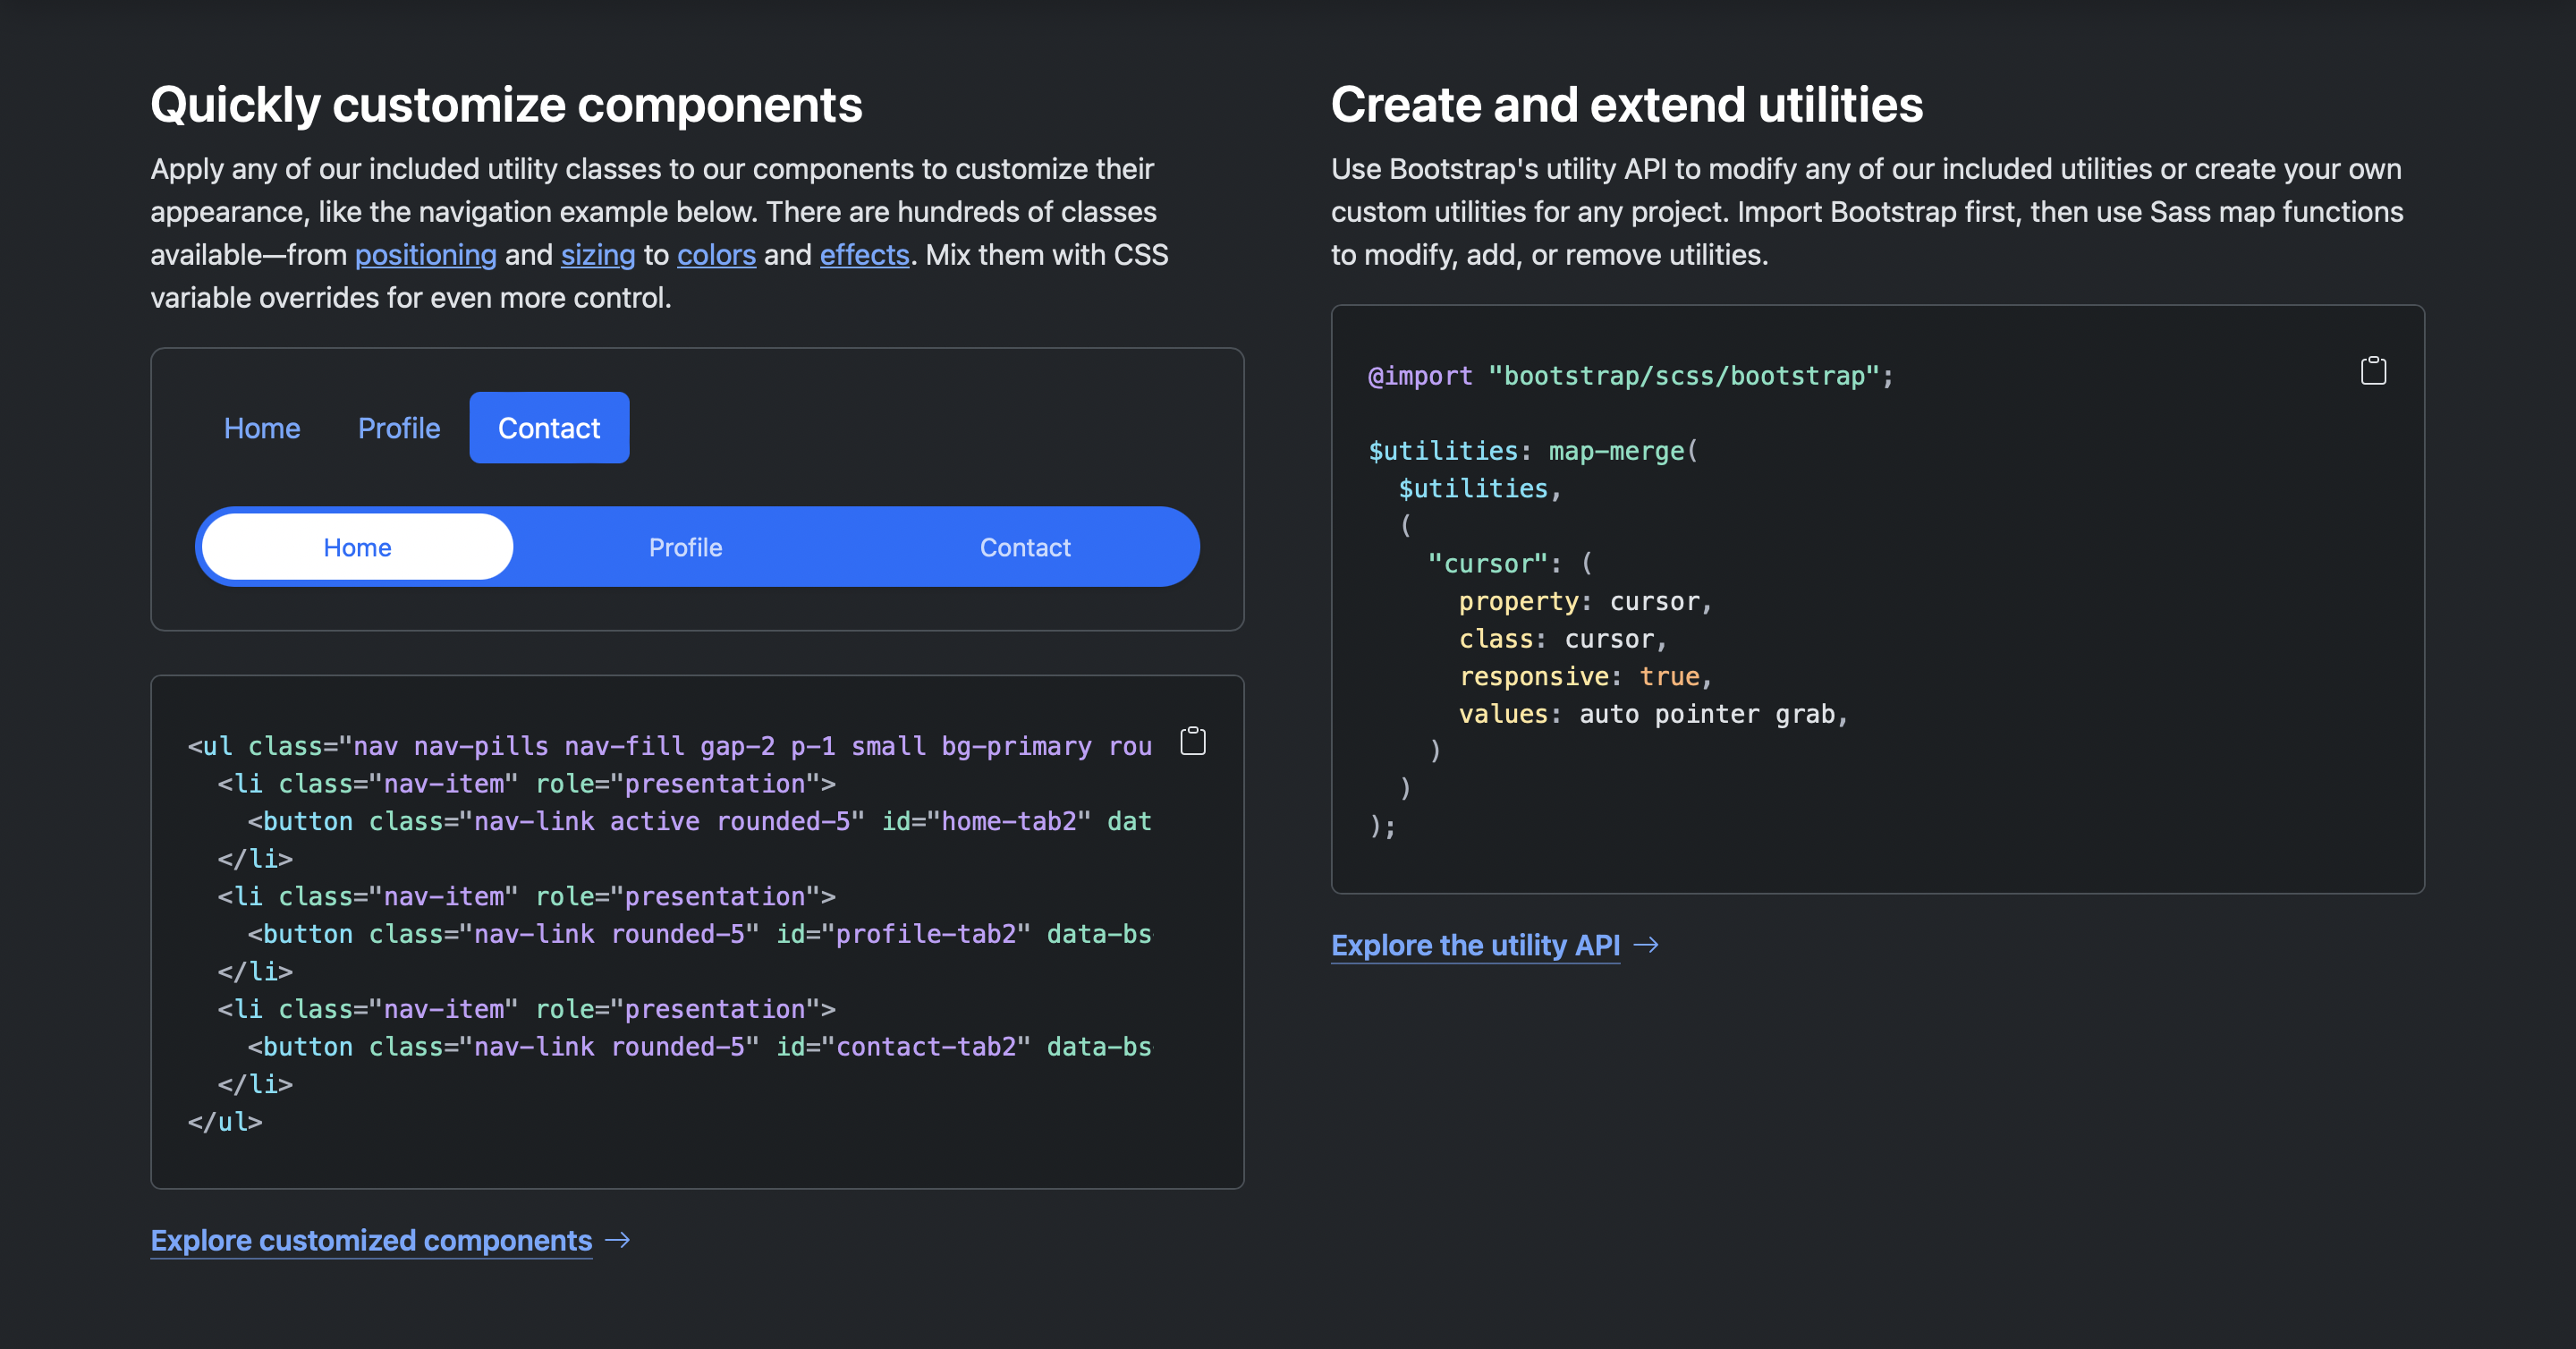 Quickly customize components
Apply any of our included utility classes to our components to customize their
appearance, like the navigation example below. There are hundreds of classes
available—from positioning and sizing to colors and effects. Mix them with CSS
variable overrides for even more control.
Home Profile Contact
Home Profile Contact
<ul class="nav nav-pills nav-fill gap-2 p-1 small bg-primary rou
  <li class="nav-item" role="presentation">
    <button class="nav-link active rounded-5" id="home-tab2" dat
  </li>
  <li class="nav-item" role="presentation">
    <button class="nav-link rounded-5" id="profile-tab2" data-bs
  </li>
  <li class="nav-item" role="presentation">
    <button class="nav-link rounded-5" id="contact-tab2" data-bs
  </li>
</ul>
Explore customized components →
Create and extend utilities
Use Bootstrap's utility API to modify any of our included utilities or create your own
custom utilities for any project. Import Bootstrap first, then use Sass map functions
to modify, add, or remove utilities.
@import "bootstrap/scss/bootstrap";
$utilities: map-merge(
  $utilities,
  (
    "cursor": (
      property: cursor,
      class: cursor,
      responsive: true,
      values: auto pointer grab,
    )
  )
);
Explore the utility API →